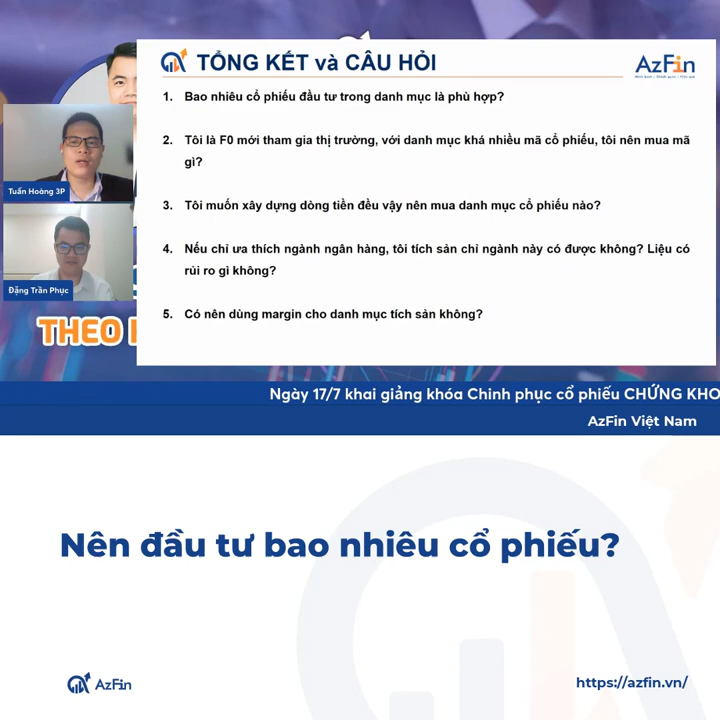 TỔNG KẾT và CÂU HỎI
AzFin
1. Bao nhiêu cổ phiếu đầu tư trong danh mục là phù hợp?
2. Tôi là F0 mới tham gia thị trường, với danh mục khá nhiều mã cổ phiếu, tôi nên mua mã
gì?
3. Tôi muốn xây dựng dòng tiền đều vậy nên mua danh mục cổ phiếu nào?
4. Nếu chỉ ưa thích ngành ngân hàng, tôi tích sản chỉ ngành này có được không? Liệu có
rủi ro gì không?
5. Có nên dùng margin cho danh mục tích sản không?
Tuấn Hoàng 3P
Đặng Trần Phục
THEO
Ngày 17/7 khai giảng khóa Chinh phục cổ phiếu CHỨNG KHO
AzFin Việt Nam
Nên đầu tư bao nhiêu cổ phiếu?
AzFin
https://azfin.vn/